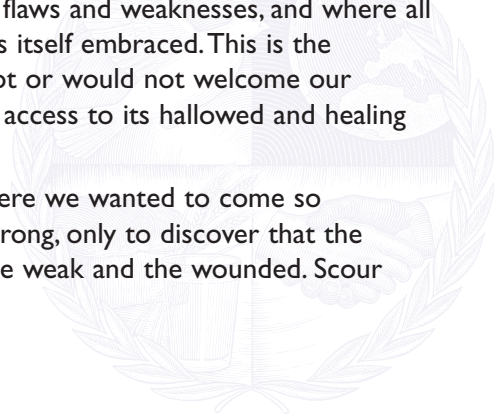 flaws and weaknesses, and where all
s itself embraced. This is the
ot or would not welcome our
access to its hallowed and healing
ere we wanted to come so
rong, only to discover that the
e weak and the wounded. Scour